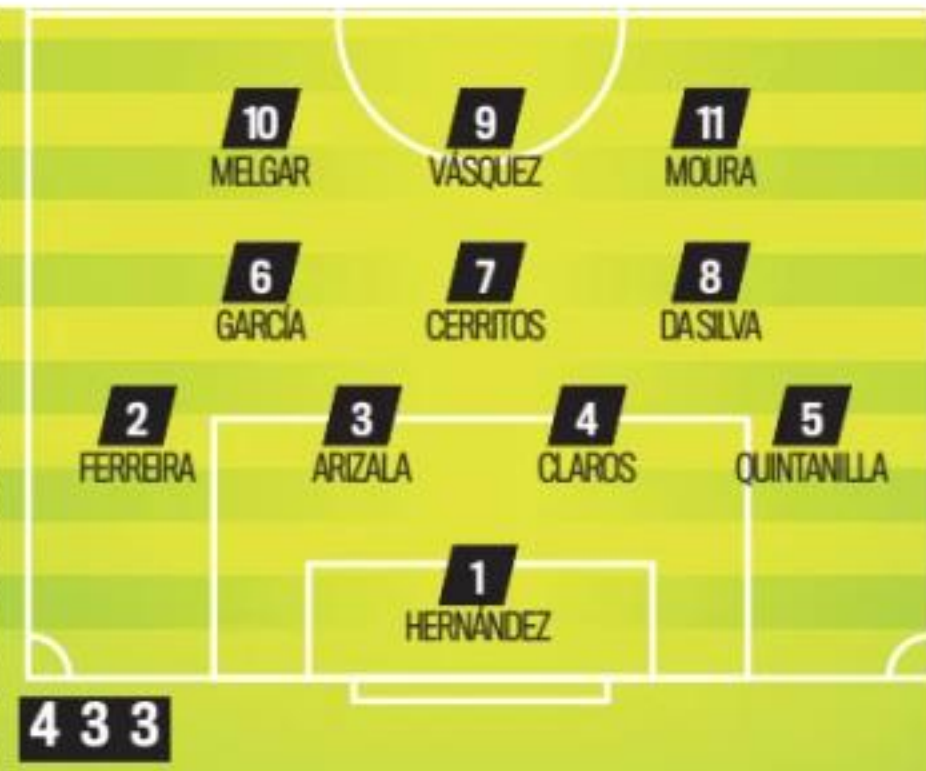 10 9 11
MELGAR VÁSQUEZ MOURA
6 7 8
GARCÍA CERRITOS DA SILVA
2 3 4 5
FERREIRA ARIZALA CLAROS QUINTANILLA
1
HERNÁNDEZ
4 3 3